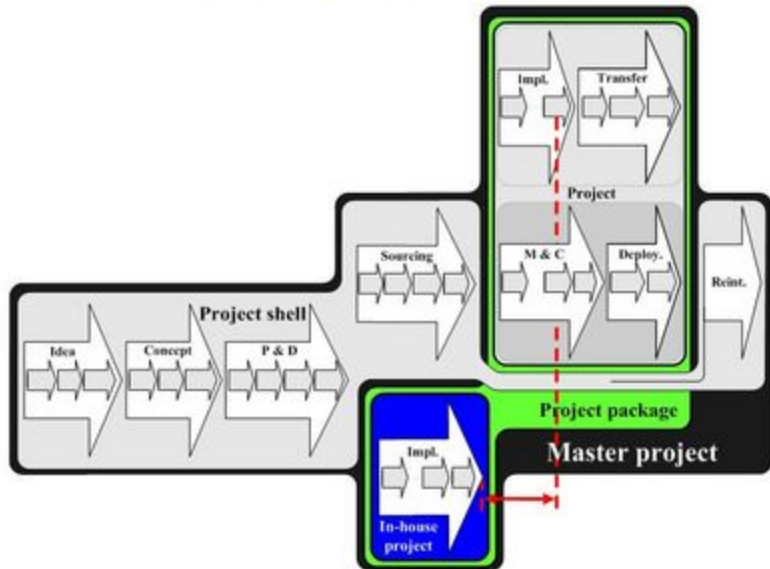 Impl.
Transfer
Project
Sourcing
M & C
Deploy.
Reint.
Project shell
Idea
Concept
P & D
Project package
Impl.
Master project
In-house
project